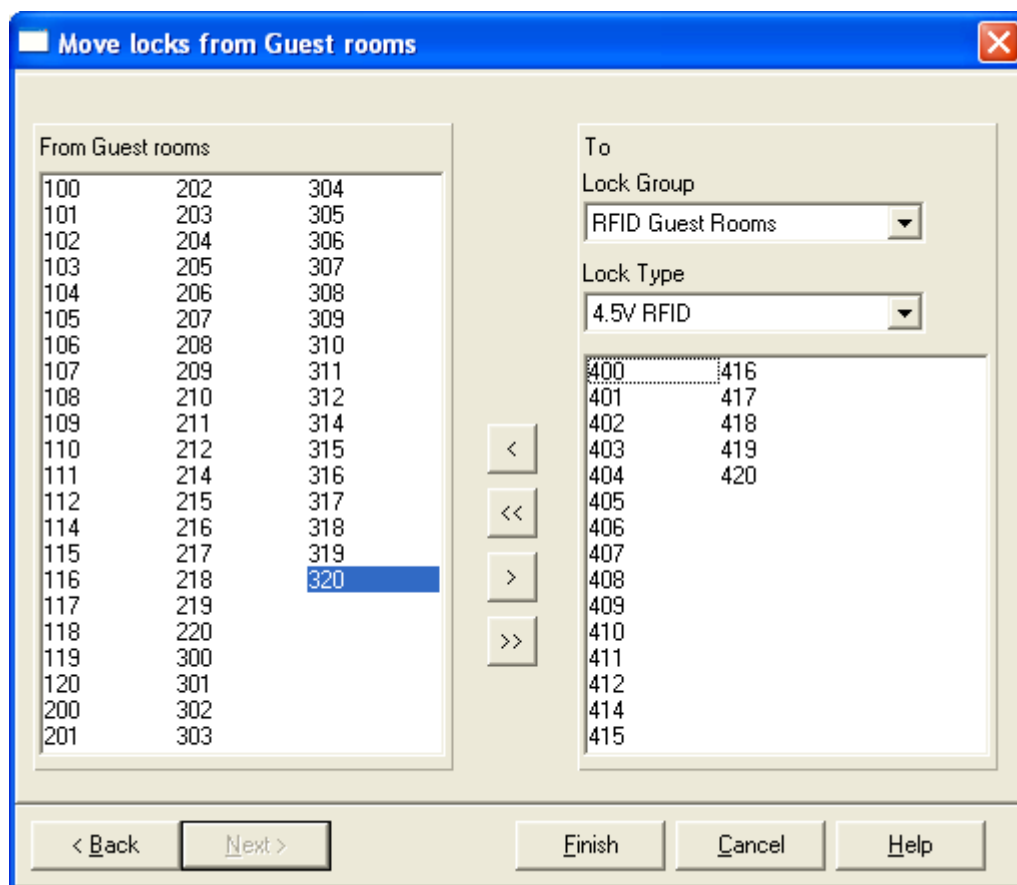 Move locks from Guest rooms
From Guest rooms
100 202 304
101 203 305
102 204 306
103 205 307
104 206 308
105 207 309
106 208 310
107 209 311
108 210 312
109 211 314
110 212 315
111 214 316
112 215 317
114 216 318
115 217 319
116 218 320
117 219
118 220
119 300
120 301
200 302
201 303
<
<<
>
>>
To
Lock Group
RFID Guest Rooms
Lock Type
4.5V RFID
400 416
401 417
402 418
403 419
404 420
405
406
407
408
409
410
411
412
414
415
< Back Next > Finish Cancel Help